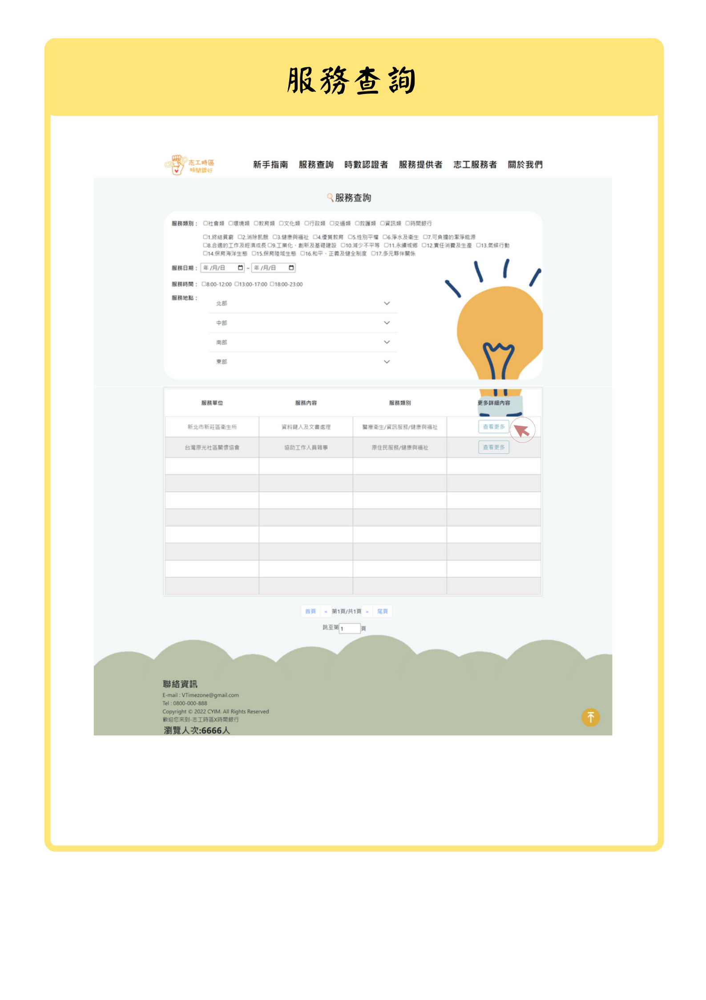 服務查詢
志工時區
時間銀行
新手指南 服務查詢 時數認證者 服務提供者 志工服務者 關於我們
服務查詢
服務類別： 社會類 環境類 教育類 文化類 行政類 交通類 救護類 資訊類 時間銀行
1.終結貧窮 2.消除飢餓 3.健康與福祉 4.優質教育 5.性別平權 6.淨水及衛生 7.可負擔的潔淨能源
8.合適的工作及經濟成長 9.工業化、創新及基礎建設 10.減少不平等 11.永續城鄉 12.責任消費及生產 13.氣候行動
14.保育海洋生態 15.保育陸域生態 16.和平、正義及健全制度 17.多元夥伴關係
服務日期： 年/月/日 ~ 年/月/日
服務時間： 8:00-12:00 13:00-17:00 18:00-23:00
服務地點：
北部
中部
南部
東部
服務單位 服務內容 服務類別 更多詳細內容
新北市新莊區衛生所 資料鍵入及文書處理 醫療衛生/資訊服務/健康與福祉 查看更多
台灣原光社區關懷協會 協助工作人員雜事 原住民服務/健康與福祉 查看更多
首頁 « 第1頁/共1頁 » 尾頁
跳至第 1 頁
聯絡資訊
E-mail : VTimezone@gmail.com
Tel : 0800-000-888
Copyright © 2022 CYIM. All Rights Reserved
歡迎您來到-志工時區X時間銀行
瀏覽人次:6666人